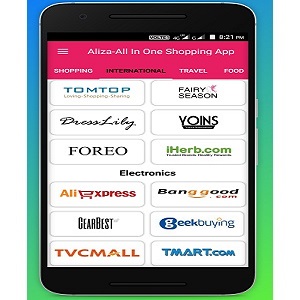 VOLTE 4G 8:21 PM
Aliza-All In One Shopping App
SHOPPING INTERNATIONAL TRAVEL FOOD
TOMTOP
Loving·Shopping·Sharing
FAIRY
SEASON
DressLily
YOINS
FOREO
iHerb.com
Trusted Brands. Healthy Rewards.
Electronics
AliExpress
Banggood.com
GEARBEST
geekbuying
TVCMALL
TMART.com